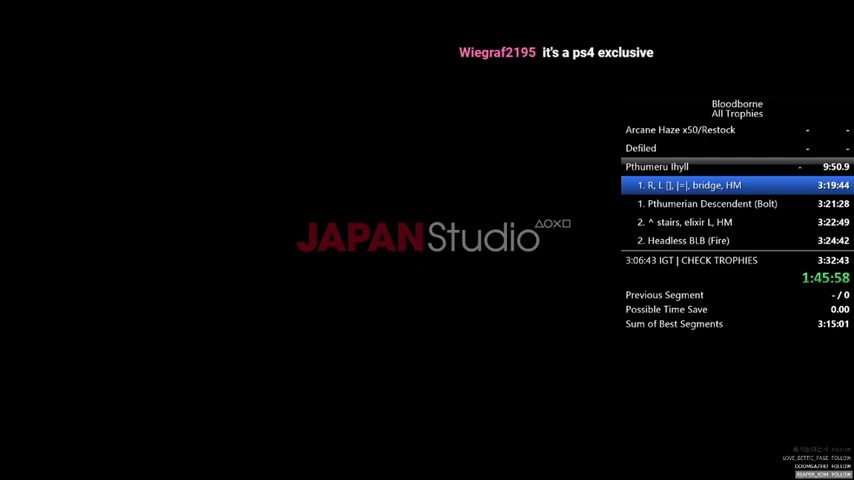 Wiegraf2195 it's a ps4 exclusive
Bloodborne
All Trophies
Arcane Haze x50/Restock - -
Defiled - -
Pthumeru Ihyll - 9:50.9
1. R, L [], |=|, bridge, HM 3:19:44
1. Pthumerian Descendent (Bolt) 3:21:28
2. ^ stairs, elixir L, HM 3:22:49
2. Headless BLB (Fire) 3:24:42
3:06:43 IGT | CHECK TROPHIES 3:32:43
1:45:58
Previous Segment - / 0
Possible Time Save 0.00
Sum of Best Segments 3:15:01
JAPANStudio
FOLLOW
FOLLOW
FOLLOW